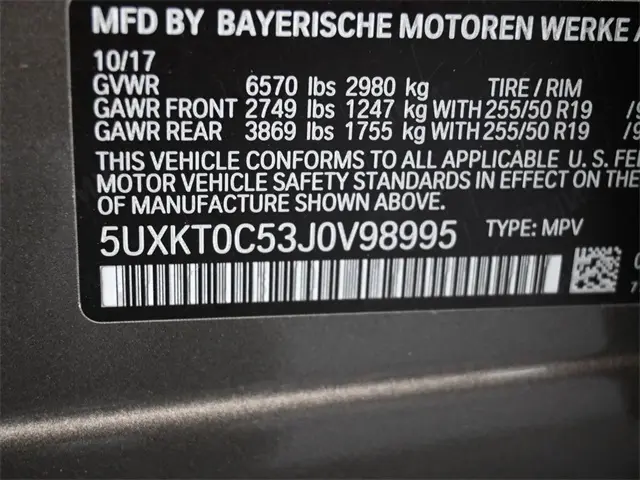 MFD BY BAYERISCHE MOTOREN WERKE
10/17
GVWR 6570 lbs 2980 kg TIRE / RIM
GAWR FRONT 2749 lbs 1247 kg WITH 255/50 R19
GAWR REAR 3869 lbs 1755 kg WITH 255/50 R19
THIS VEHICLE CONFORMS TO ALL APPLICABLE U. S. FE
MOTOR VEHICLE SAFETY STANDARDS IN EFFECT ON THE
OF MANUFACTURE SHOWN ABOVE.
5UXKT0C53J0V98995 TYPE: MPV